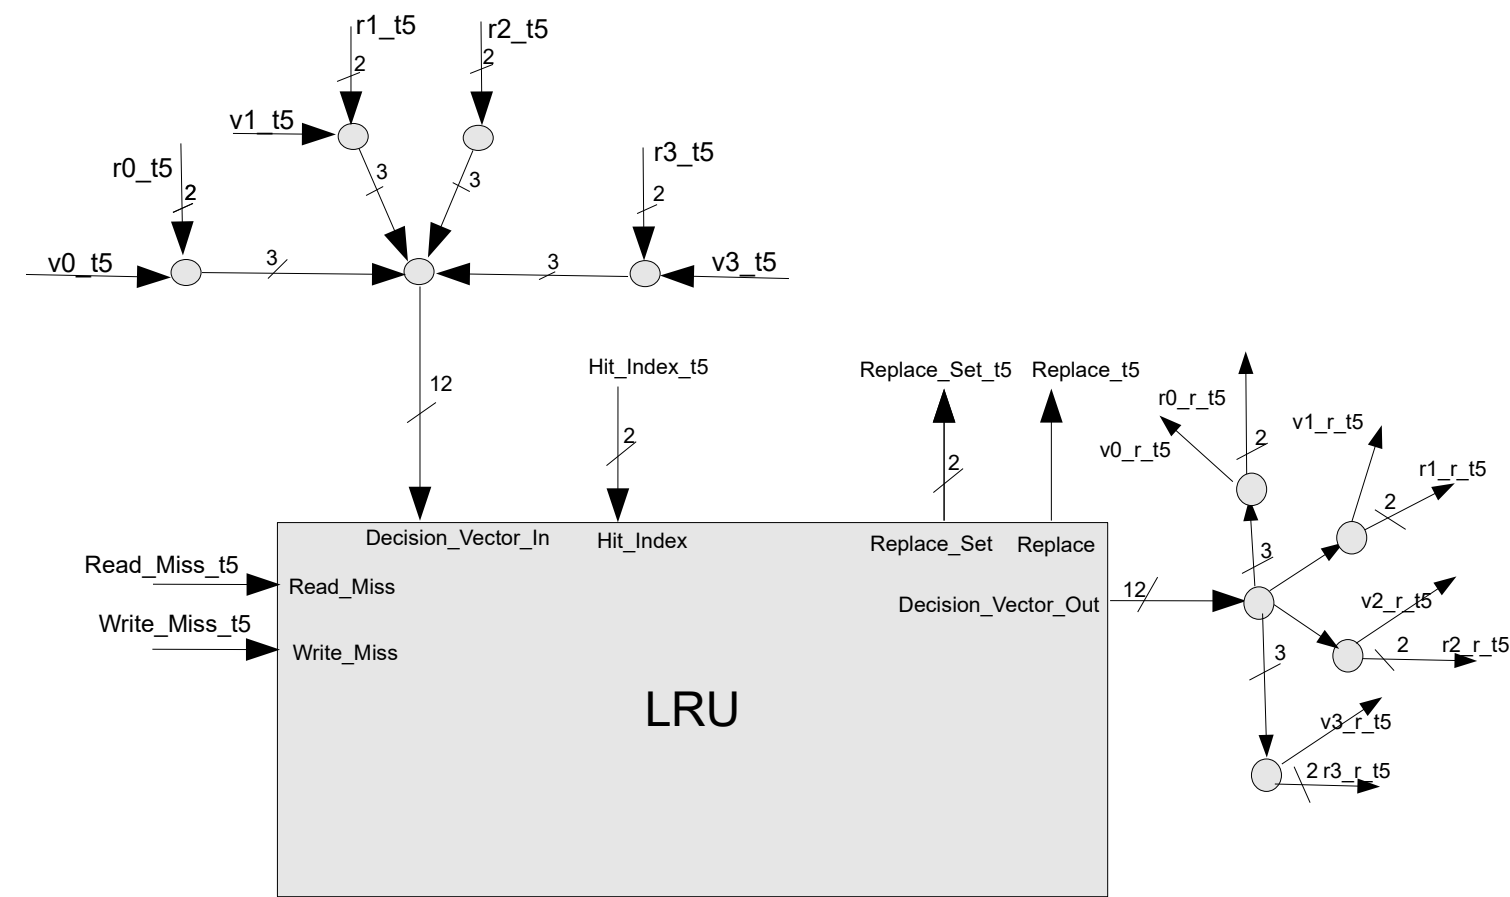 r1_t5
r2_t5
2
2
v1_t5
r0_t5
r3_t5
3
3
2
2
v0_t5
3
3
v3_t5
12
Hit_Index_t5
2
Replace_Set_t5
Replace_t5
2
r0_r_t5
v0_r_t5
2
v1_r_t5
r1_r_t5
2
Decision_Vector_In
Hit_Index
Replace_Set
Replace
Read_Miss_t5
Read_Miss
Write_Miss_t5
Write_Miss
Decision_Vector_Out
12
3
v2_r_t5
2
r2_r_t5
3
LRU
v3_r_t5
2
r3_r_t5